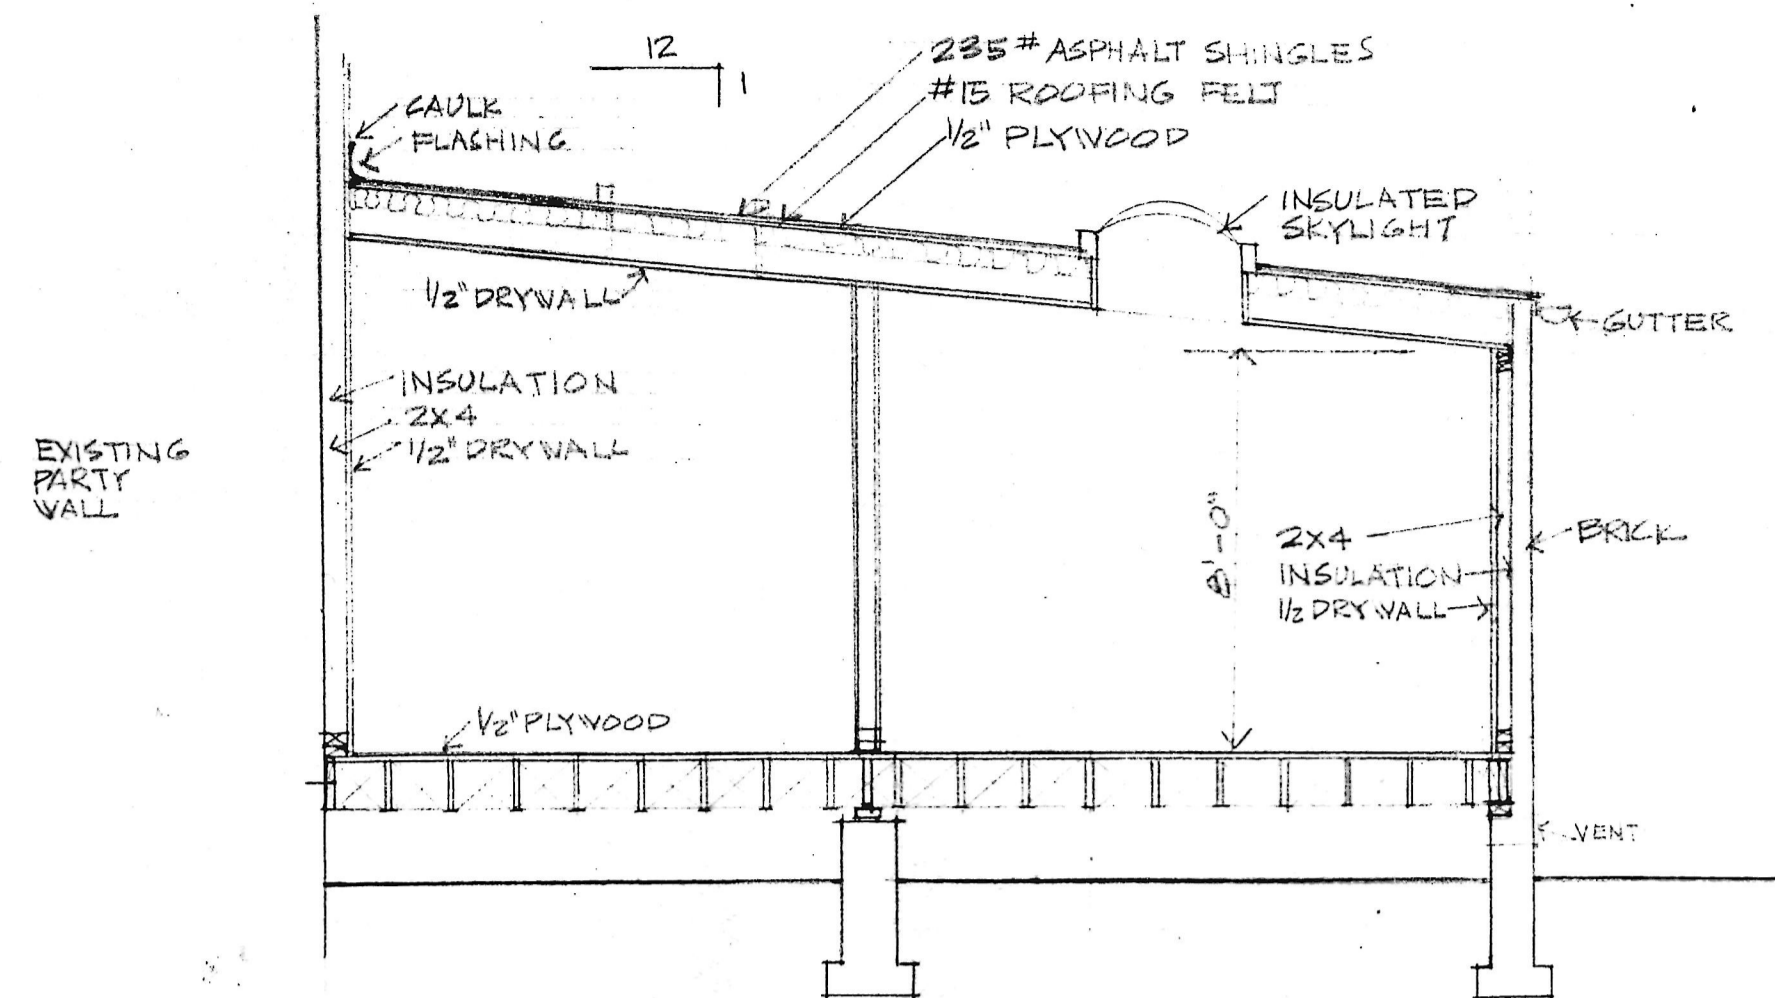 12
1
235# ASPHALT SHINGLES
#15 ROOFING FELT
1/2" PLYWOOD
CAULK
FLASHING
INSULATED
SKYLIGHT
1/2" DRYWALL
GUTTER
INSULATION
2X4
1/2" DRYWALL
EXISTING
PARTY
WALL
8'-0"
2X4
INSULATION
1/2 DRYWALL
BRICK
1/2" PLYWOOD
VENT